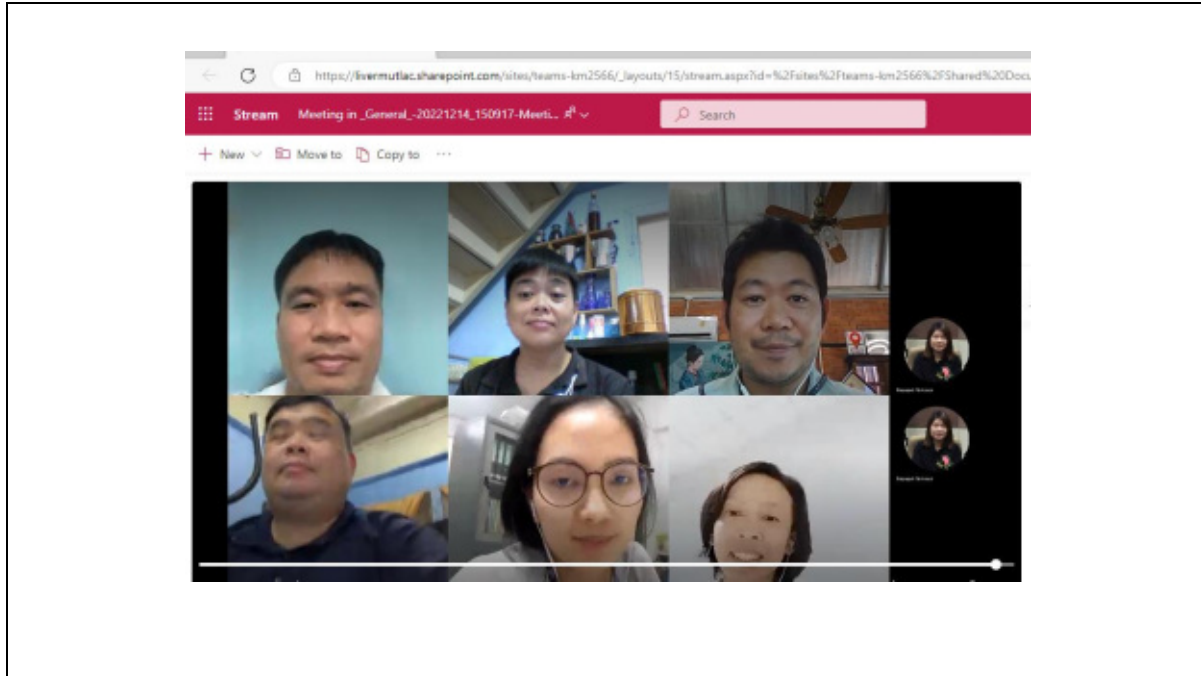 https://livermutlac.sharepoint.com/sites/teams-km2566/_layouts/15/stream.aspx?id=%2Fsites%2Fteams-km2566%2FShared%20Docu
Stream Meeting in _General_-20221214_150917-Meeti... Search
New Move to Copy to ...